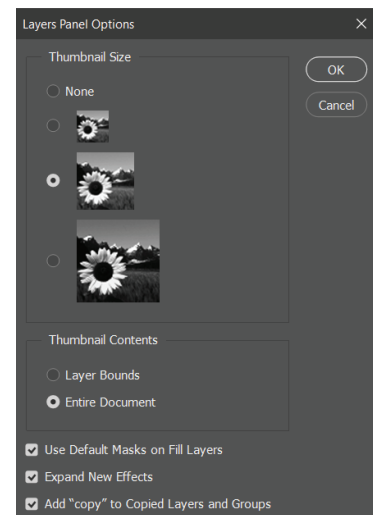 Layers Panel Options
Thumbnail Size
OK
None
Cancel
Thumbnail Contents
Layer Bounds
Entire Document
Use Default Masks on Fill Layers
Expand New Effects
Add “copy” to Copied Layers and Groups